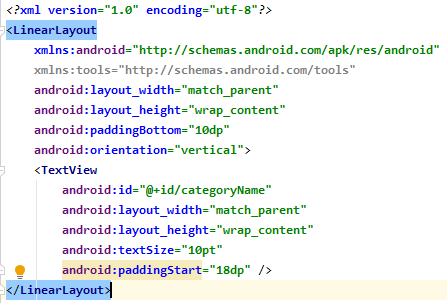 <?xml version="1.0" encoding="utf-8"?>
<LinearLayout
    xmlns:android="http://schemas.android.com/apk/res/android"
    xmlns:tools="http://schemas.android.com/tools"
    android:layout_width="match_parent"
    android:layout_height="wrap_content"
    android:paddingBottom="10dp"
    android:orientation="vertical">
    <TextView
        android:id="@+id/categoryName"
        android:layout_width="match_parent"
        android:layout_height="wrap_content"
        android:textSize="10pt"
        android:paddingStart="18dp" />
</LinearLayout>